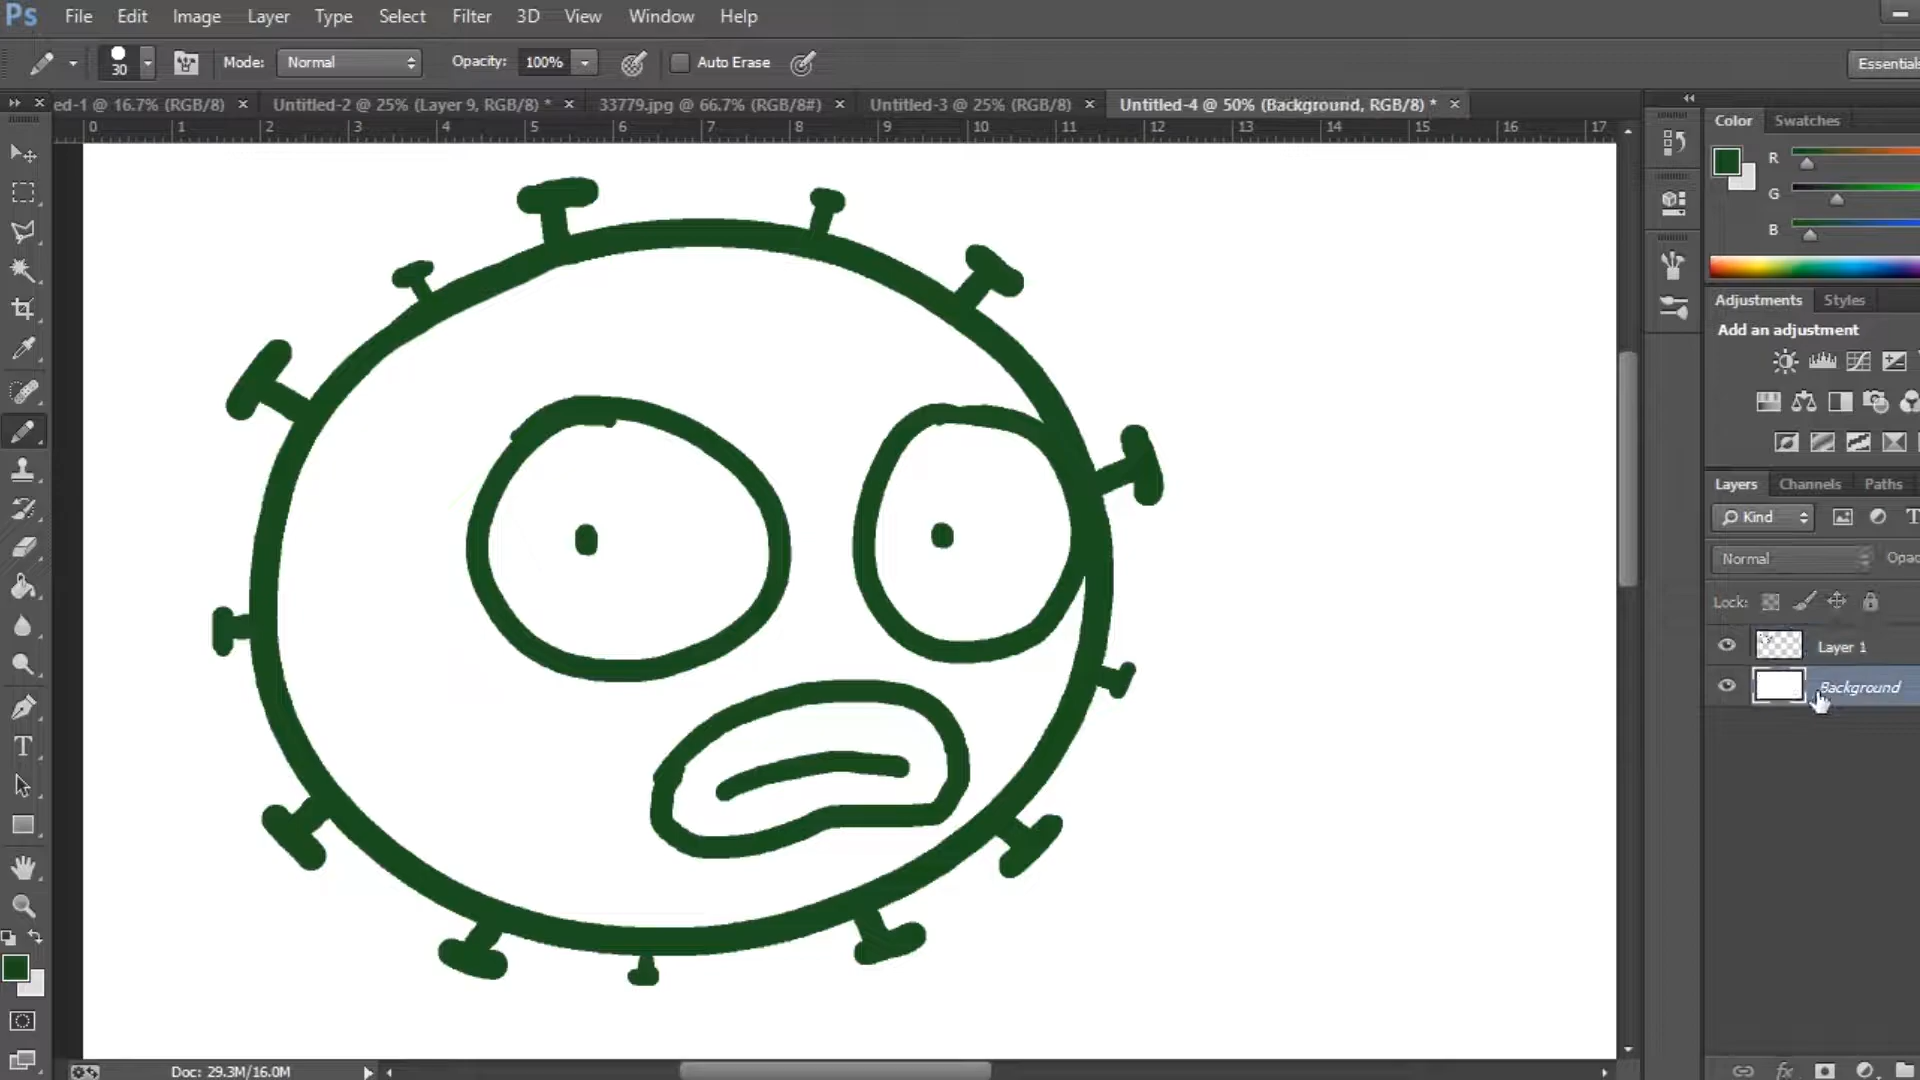 Ps File Edit Image Layer Type Select Filter 3D View Window Help
30 Mode: Normal Opacity: 100% Auto Erase Essentials
ed-1 @ 16.7% (RGB/8) × Untitled-2 @ 25% (Layer 9, RGB/8) * × 33779.jpg @ 66.7% (RGB/8#) × Untitled-3 @ 25% (RGB/8) × Untitled-4 @ 50% (Background, RGB/8) * ×
0 1 2 3 4 5 6 7 8 9 10 11 12 13 14 15 16 17
Color Swatches
R
G
B
Adjustments Styles
Add an adjustment
Layers Channels Paths
Kind T
Normal Opac
Lock:
Layer 1
Background
fx
Doc: 29.3M/16.0M